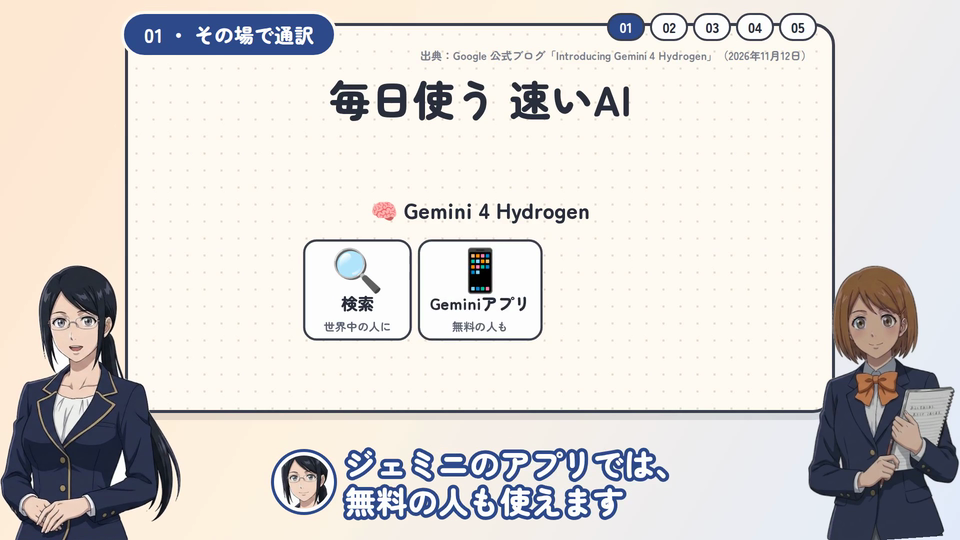 01 ・ その場で通訳
01 02 03 04 05
出典：Google 公式ブログ「Introducing Gemini 4 Hydrogen」（2026年11月12日）
毎日使う 速いAI
Gemini 4 Hydrogen
検索
世界中の人に
Geminiアプリ
無料の人も
ジェミニのアプリでは、
無料の人も使えます